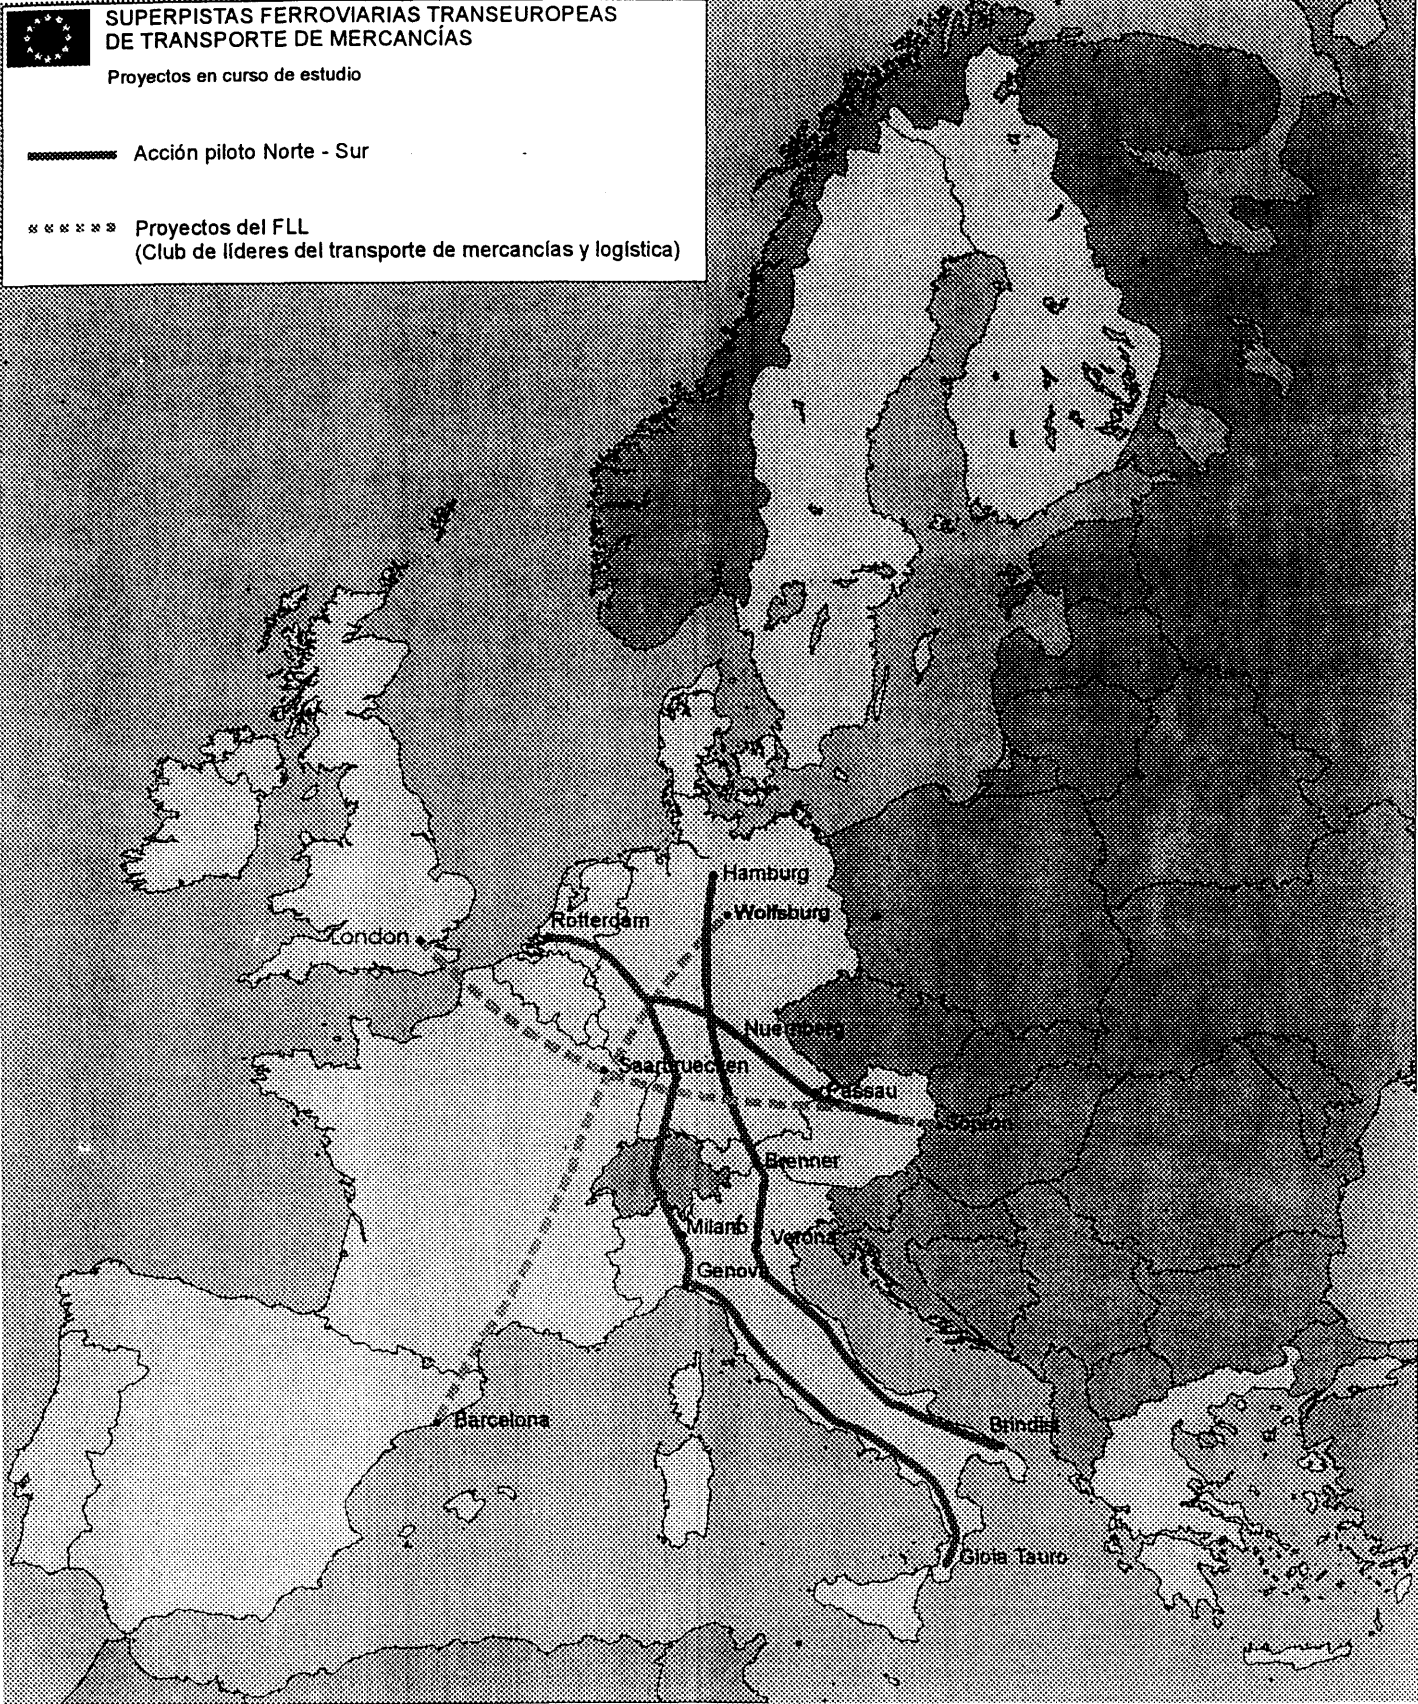 SUPERPISTAS FERROVIARIAS TRANSEUROPEAS
DE TRANSPORTE DE MERCANCÍAS
Proyectos en curso de estudio
Acción piloto Norte - Sur
Proyectos del FLL
(Club de líderes del transporte de mercancías y logística)
Hamburg
Wolfsburg
Rotterdam
London
Nuernberg
Saarbruecken
Passau
Sopron
Brenner
Milano
Verona
Genova
Barcelona
Brindisi
Gioia Tauro